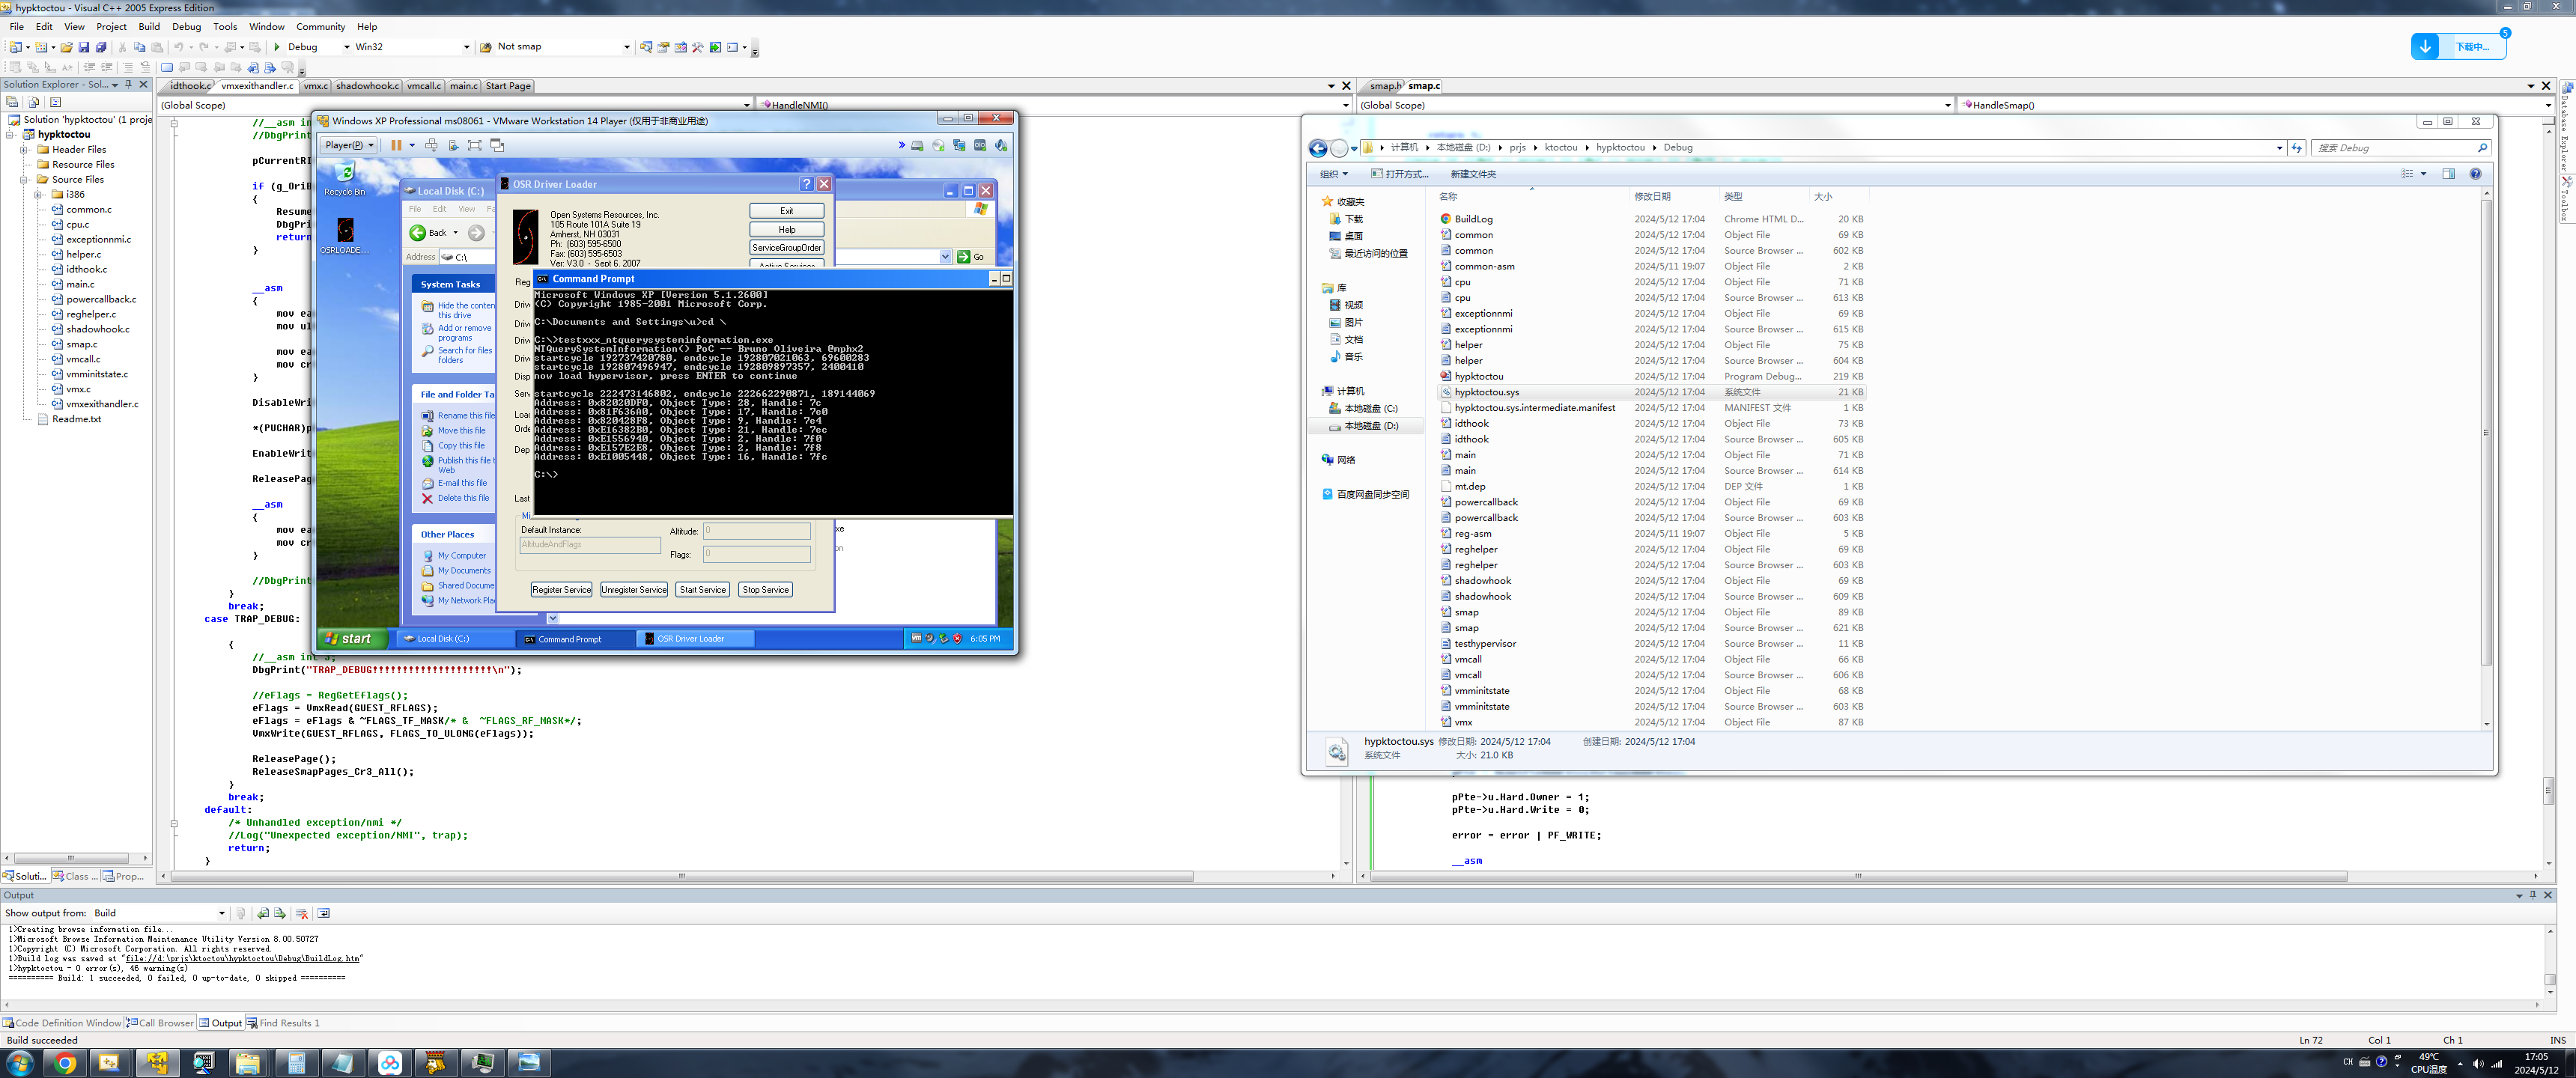 hypktoctou - Visual C++ 2005 Express Edition
File Edit View Project Build Debug Tools Window Community Help
Debug Win32 Not smap
下载中... 5
Solution Explorer - Sol...
idthook.c vmxexithandler.c vmx.c shadowhook.c vmcall.c main.c Start Page
smap.h smap.c
(Global Scope) HandleNMI()
(Global Scope) HandleSmap()
Solution 'hypktoctou' (1 proje
hypktoctou
Header Files
Resource Files
Source Files
i386
common.c
cpu.c
exceptionnmi.c
helper.c
idthook.c
main.c
powercallback.c
reghelper.c
shadowhook.c
smap.c
vmcall.c
vmminitstate.c
vmx.c
vmxexithandler.c
Readme.txt
Soluti... Class ... Prop...
//__asm in
//DbgPrint
pCurrentRI
if (g_OriB
{
Resume
DbgPri
return
}
__asm
{
mov ea
mov ul
mov ea
mov cr
}
DisableWri
*(PUCHAR)p
EnableWrit
ReleasePag
__asm
{
mov ea
mov cr
}
//DbgPrint
}
break;
case TRAP_DEBUG:
{
//__asm int 3;
DbgPrint("TRAP_DEBUG!!!!!!!!!!!!!!!!!!!!\n");
//eFlags = RegGetEflags();
eFlags = VmxRead(GUEST_RFLAGS);
eFlags = eFlags & ~FLAGS_TF_MASK/* & ~FLAGS_RF_MASK*/;
VmxWrite(GUEST_RFLAGS, FLAGS_TO_ULONG(eFlags));
ReleasePage();
ReleaseSmapPages_Cr3_All();
}
break;
default:
/* Unhandled exception/nmi */
//Log("Unexpected exception/NMI", trap);
return;
}
Windows XP Professional ms08061 - VMware Workstation 14 Player (仅用于非商业用途)
Player(P)
Recycle Bin
OSRLOADE...
Local Disk (C:)
File Edit View Fa
Back
Address C:\
Go
System Tasks
Hide the conten
this drive
Add or remove
programs
Search for files
folders
File and Folder Ta
Rename this file
Move this file
Copy this file
Publish this file t
Web
E-mail this file
Delete this file
Other Places
My Computer
My Documents
Shared Docume
My Network Plac
OSR Driver Loader
Open Systems Resources, Inc.
105 Route 101A Suite 19
Amherst, NH 03031
Ph: (603) 595-6500
Fax: (603) 595-6503
Ver: V3.0 - Sept 6, 2007
Exit
Help
ServiceGroupOrder
Active Services
Reg
Driv
Driv
Driv
Driv
Driv
Disp
Serv
Load
Orde
Dep
Last
Command Prompt
Microsoft Windows XP [Version 5.1.2600]
(C) Copyright 1985-2001 Microsoft Corp.
C:\Documents and Settings\u>cd \
C:\>testxxx_ntquerysysteminformation.exe
NTQuerySystemInformation() PoC -- Bruno Oliveira @mphx2
startcycle 192737420780, endcycle 192807021063, 69600283
startcycle 192807496947, endcycle 192809897357, 2400410
now load hypervisor, press ENTER to continue
startcycle 222473146802, endcycle 222662290871, 189144069
Address: 0x82020DF0, Object Type: 28, Handle: 7c
Address: 0x81F636A0, Object Type: 17, Handle: 7e0
Address: 0x820428F8, Object Type: 9, Handle: 7e4
Address: 0xE16382B0, Object Type: 21, Handle: 7ec
Address: 0xE1556940, Object Type: 2, Handle: 7f0
Address: 0xE157E2E8, Object Type: 2, Handle: 7f8
Address: 0xE1005448, Object Type: 16, Handle: 7fc
C:\>
Default Instance: Altitude: 0
AltitudeAndFlags
Flags: 0
Register Service Unregister Service Start Service Stop Service
start Local Disk (C:) Command Prompt OSR Driver Loader 6:05 PM
计算机 本地磁盘 (D:) prjs ktoctou hypktoctou Debug 搜索 Debug
组织 打开方式... 新建文件夹
收藏夹
下载
桌面
最近访问的位置
库
视频
图片
文档
音乐
计算机
本地磁盘 (C:)
本地磁盘 (D:)
网络
百度网盘同步空间
名称 修改日期 类型 大小
BuildLog 2024/5/12 17:04 Chrome HTML D... 20 KB
common 2024/5/12 17:04 Object File 69 KB
common 2024/5/12 17:04 Source Browser ... 602 KB
common-asm 2024/5/11 19:07 Object File 2 KB
cpu 2024/5/12 17:04 Object File 71 KB
cpu 2024/5/12 17:04 Source Browser ... 613 KB
exceptionnmi 2024/5/12 17:04 Object File 69 KB
exceptionnmi 2024/5/12 17:04 Source Browser ... 615 KB
helper 2024/5/12 17:04 Object File 75 KB
helper 2024/5/12 17:04 Source Browser ... 604 KB
hypktoctou 2024/5/12 17:04 Program Debug... 219 KB
hypktoctou.sys 2024/5/12 17:04 系统文件 21 KB
hypktoctou.sys.intermediate.manifest 2024/5/12 17:04 MANIFEST 文件 1 KB
idthook 2024/5/12 17:04 Object File 73 KB
idthook 2024/5/12 17:04 Source Browser ... 605 KB
main 2024/5/12 17:04 Object File 71 KB
main 2024/5/12 17:04 Source Browser ... 614 KB
mt.dep 2024/5/12 17:04 DEP 文件 1 KB
powercallback 2024/5/12 17:04 Object File 69 KB
powercallback 2024/5/12 17:04 Source Browser ... 603 KB
reg-asm 2024/5/11 19:07 Object File 5 KB
reghelper 2024/5/12 17:04 Object File 69 KB
reghelper 2024/5/12 17:04 Source Browser ... 603 KB
shadowhook 2024/5/12 17:04 Object File 69 KB
shadowhook 2024/5/12 17:04 Source Browser ... 609 KB
smap 2024/5/12 17:04 Object File 89 KB
smap 2024/5/12 17:04 Source Browser ... 621 KB
testhypervisor 2024/5/12 17:04 Source Browser ... 11 KB
vmcall 2024/5/12 17:04 Object File 66 KB
vmcall 2024/5/12 17:04 Source Browser ... 606 KB
vmminitstate 2024/5/12 17:04 Object File 68 KB
vmminitstate 2024/5/12 17:04 Source Browser ... 603 KB
vmx 2024/5/12 17:04 Object File 87 KB
hypktoctou.sys 修改日期: 2024/5/12 17:04 创建日期: 2024/5/12 17:04
系统文件 大小: 21.0 KB
pPte->u.Hard.Owner = 1;
pPte->u.Hard.Write = 0;
error = error | PF_WRITE;
__asm
Database Explorer
Toolbox
Output
Show output from: Build
1>Creating browse information file...
1>Microsoft Browse Information Maintenance Utility Version 8.00.50727
1>Copyright (C) Microsoft Corporation. All rights reserved.
1>Build log was saved at "file://d:\prjs\ktoctou\hypktoctou\Debug\BuildLog.htm"
1>hypktoctou - 0 error(s), 46 warning(s)
========== Build: 1 succeeded, 0 failed, 0 up-to-date, 0 skipped ==========
Code Definition Window Call Browser Output Find Results 1
Build succeeded Ln 72 Col 1 Ch 1 INS
CH 49℃ CPU温度 17:05 2024/5/12